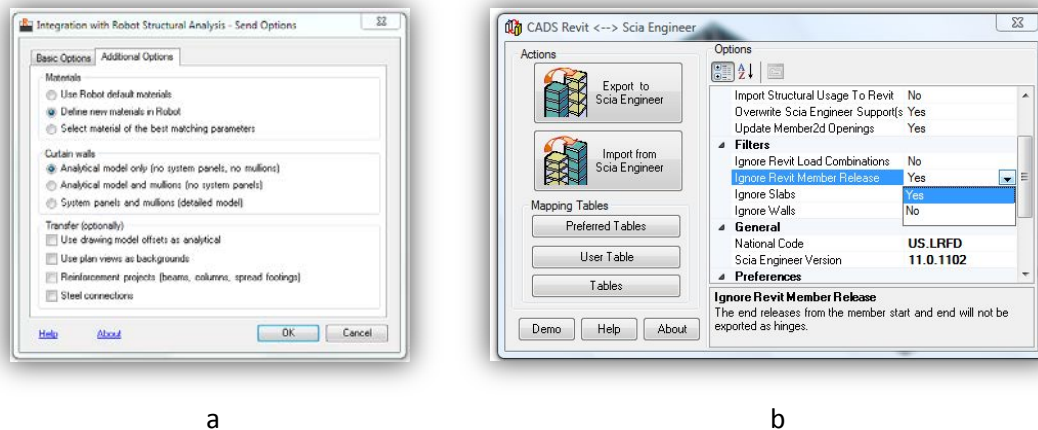 Integration with Robot Structural Analysis - Send Options
Basic Options Additional Options
Materials
Use Robot default materials
Define new materials in Robot
Select material of the best matching parameters
Curtain walls
Analytical model only (no system panels, no mullions)
Analytical model and mullions (no system panels)
System panels and mullions (detailed model)
Transfer (optionally)
Use drawing model offsets as analytical
Use plan views as backgrounds
Reinforcement projects (beams, columns, spread footings)
Steel connections
Help About OK Cancel
a
CADS Revit <--> Scia Engineer
Actions
Export to
Scia Engineer
Import from
Scia Engineer
Mapping Tables
Preferred Tables
User Table
Tables
Demo Help About
Options
Import Structural Usage To Revit No
Overwrite Scia Engineer Support(s Yes
Update Member2d Openings Yes
Filters
Ignore Revit Load Combinations No
Ignore Revit Member Release Yes
Ignore Slabs Yes
Ignore Walls No
General
National Code US.LRFD
Scia Engineer Version 11.0.1102
Preferences
Ignore Revit Member Release
The end releases from the member start and end will not be
exported as hinges.
b